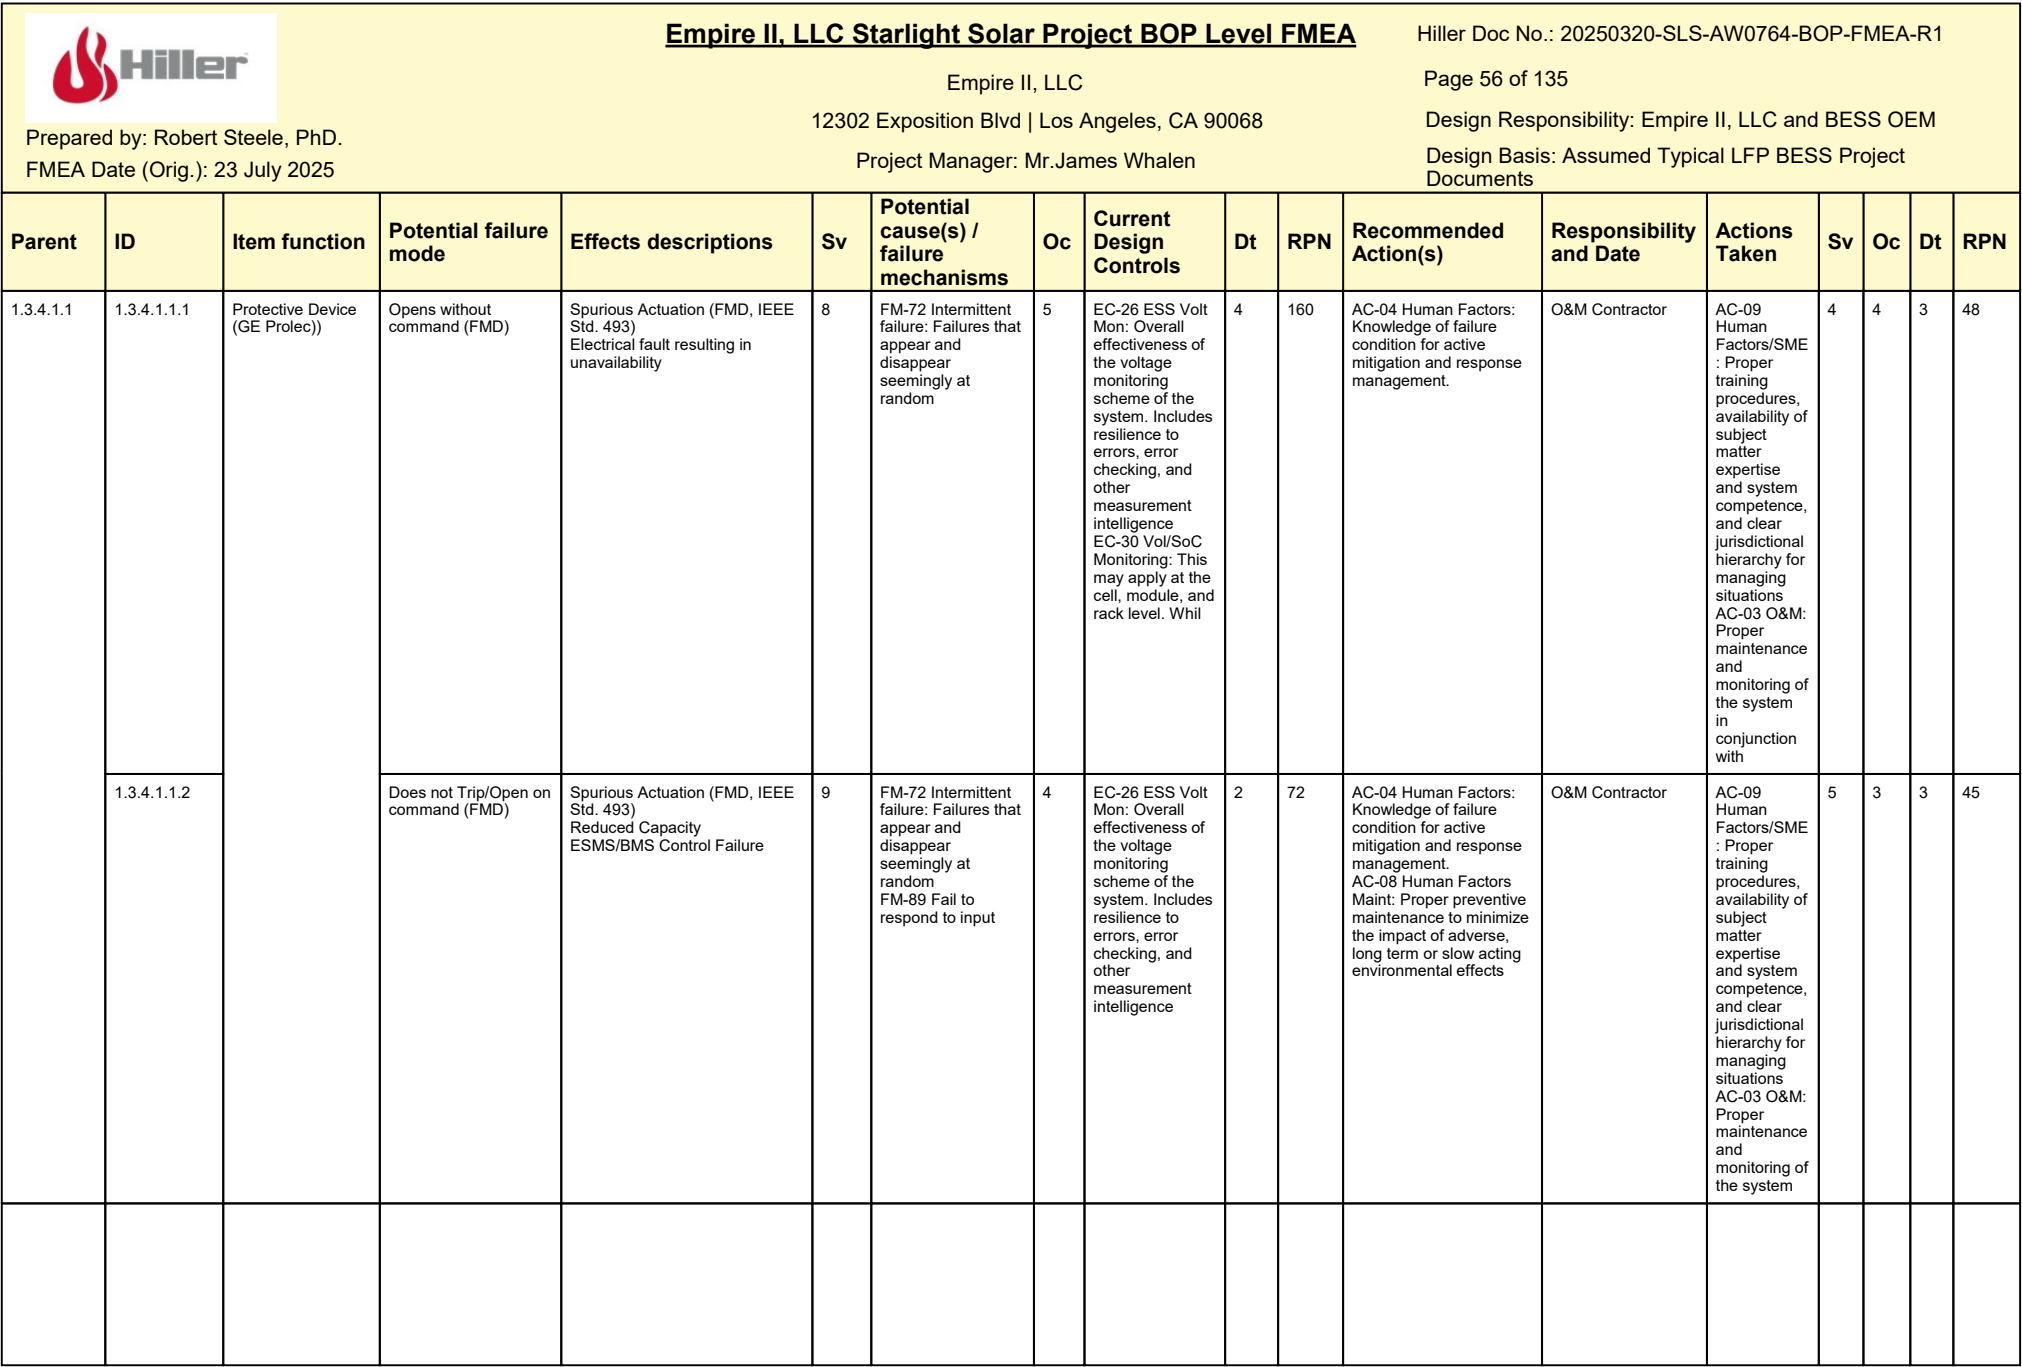 Hiller
Prepared by: Robert Steele, PhD.
FMEA Date (Orig.): 23 July 2025
Empire II, LLC Starlight Solar Project BOP Level FMEA
Empire II, LLC
12302 Exposition Blvd | Los Angeles, CA 90068
Project Manager: Mr.James Whalen
Hiller Doc No.: 20250320-SLS-AW0764-BOP-FMEA-R1
Page 56 of 135
Design Responsibility: Empire II, LLC and BESS OEM
Design Basis: Assumed Typical LFP BESS Project
Documents
Parent
ID
Item function
Potential failure
mode
Effects descriptions
Sv
Potential
cause(s) /
failure
mechanisms
Oc
Current
Design
Controls
Dt
RPN
Recommended
Action(s)
Responsibility
and Date
Actions
Taken
Sv
Oc
Dt
RPN
1.3.4.1.1
1.3.4.1.1.1
Protective Device
(GE Prolec))
Opens without
command (FMD)
Spurious Actuation (FMD, IEEE
Std. 493)
Electrical fault resulting in
unavailability
8
FM-72 Intermittent
failure: Failures that
appear and
disappear
seemingly at
random
5
EC-26 ESS Volt
Mon: Overall
effectiveness of
the voltage
monitoring
scheme of the
system. Includes
resilience to
errors, error
checking, and
other
measurement
intelligence
EC-30 Vol/SoC
Monitoring: This
may apply at the
cell, module, and
rack level. Whil
4
160
AC-04 Human Factors:
Knowledge of failure
condition for active
mitigation and response
management.
O&M Contractor
AC-09
Human
Factors/SME
: Proper
training
procedures,
availability of
subject
matter
expertise
and system
competence,
and clear
jurisdictional
hierarchy for
managing
situations
AC-03 O&M:
Proper
maintenance
and
monitoring of
the system
in
conjunction
with
4
4
3
48
1.3.4.1.1.2
Does not Trip/Open on
command (FMD)
Spurious Actuation (FMD, IEEE
Std. 493)
Reduced Capacity
ESMS/BMS Control Failure
9
FM-72 Intermittent
failure: Failures that
appear and
disappear
seemingly at
random
FM-89 Fail to
respond to input
4
EC-26 ESS Volt
Mon: Overall
effectiveness of
the voltage
monitoring
scheme of the
system. Includes
resilience to
errors, error
checking, and
other
measurement
intelligence
2
72
AC-04 Human Factors:
Knowledge of failure
condition for active
mitigation and response
management.
AC-08 Human Factors
Maint: Proper preventive
maintenance to minimize
the impact of adverse,
long term or slow acting
environmental effects
O&M Contractor
AC-09
Human
Factors/SME
: Proper
training
procedures,
availability of
subject
matter
expertise
and system
competence,
and clear
jurisdictional
hierarchy for
managing
situations
AC-03 O&M:
Proper
maintenance
and
monitoring of
the system
5
3
3
45